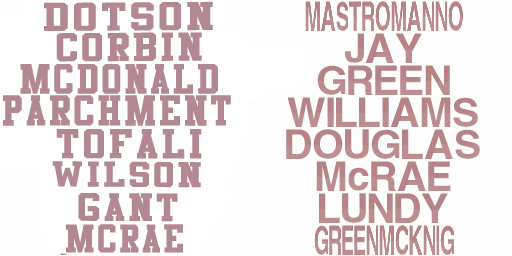 DOTSON
CORBIN
MCDONALD
PARCHMENT
TOFALI
WILSON
GANT
MCRAE
MASTROMANNO
JAY
GREEN
WILLIAMS
DOUGLAS
McRAE
LUNDY
GREENMCKNIG